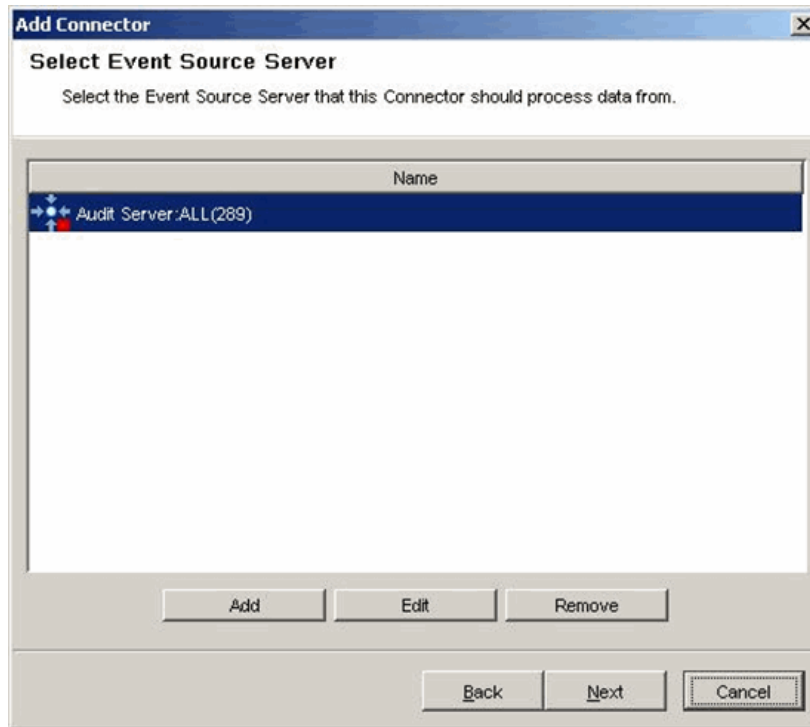 Add Connector
Select Event Source Server
Select the Event Source Server that this Connector should process data from.
Name
Audit Server:ALL(289)
Add Edit Remove
Back Next Cancel